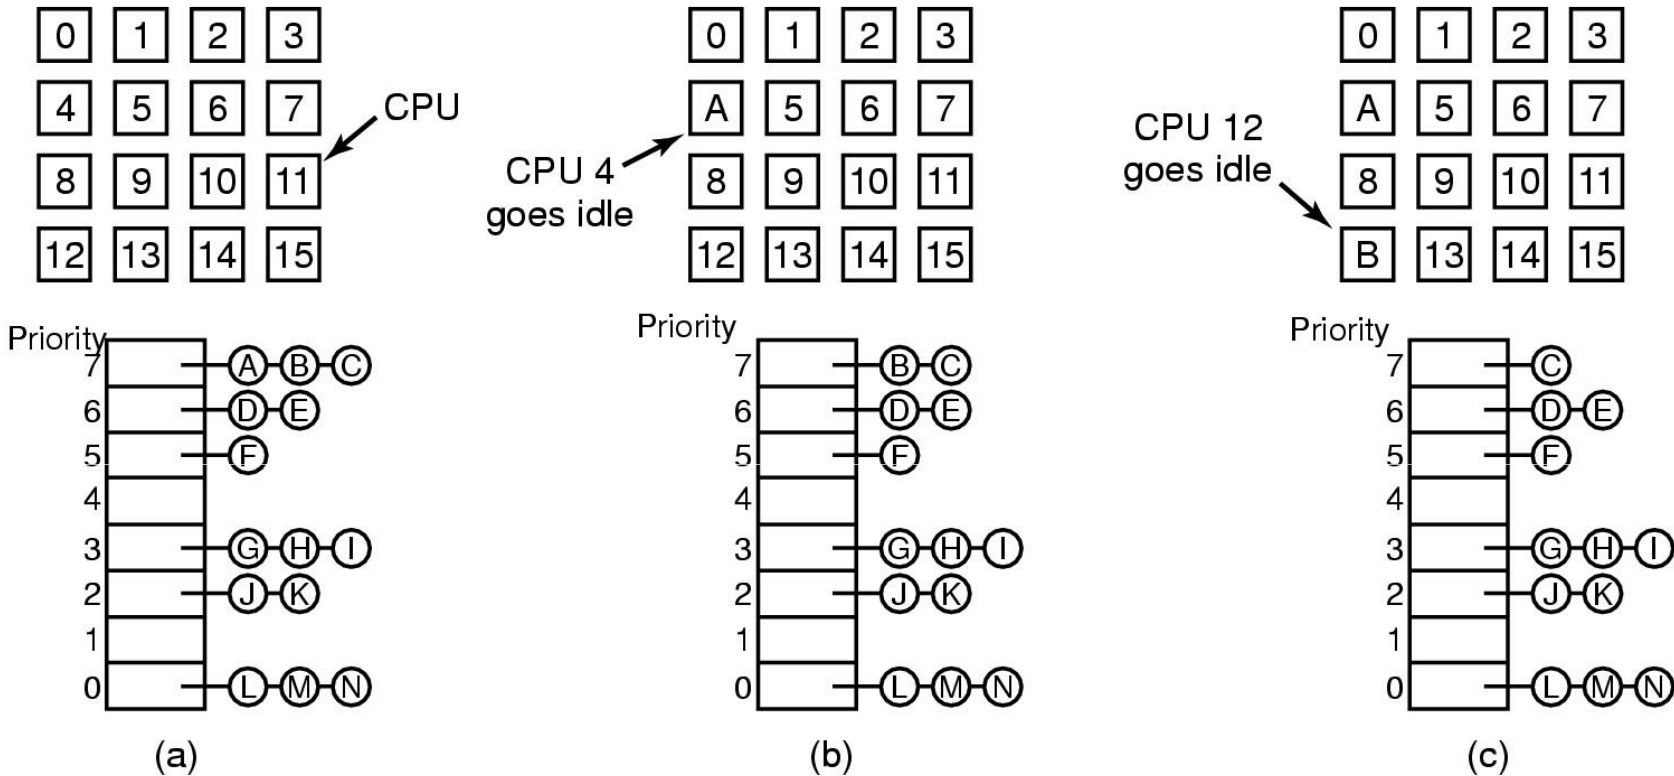 0 1 2 3
4 5 6 7
8 9 10 11
12 13 14 15
CPU
Priority
7 A B C
6 D E
5 F
4
3 G H I
2 J K
1
0 L M N
(a)
0 1 2 3
A 5 6 7
8 9 10 11
12 13 14 15
CPU 4
goes idle
Priority
7 B C
6 D E
5 F
4
3 G H I
2 J K
1
0 L M N
(b)
0 1 2 3
A 5 6 7
8 9 10 11
B 13 14 15
CPU 12
goes idle
Priority
7 C
6 D E
5 F
4
3 G H I
2 J K
1
0 L M N
(c)